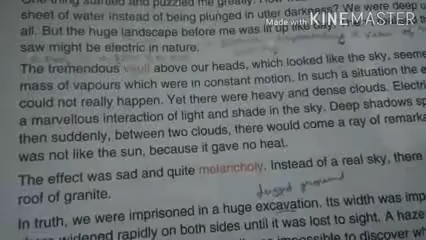 One thing startled and puzzled me greatly. How
sheet of water instead of being plunged in utter darkness? We were deep u
all. But the huge landscape before me was lit up like day.
Made with KINEMASTER
saw might be electric in nature.
The tremendous vault above our heads, which looked like the sky, seeme
mass of vapours which were in constant motion. In such a situation the e
could not really happen. Yet there were heavy and dense clouds. Electri
a marvellous interaction of light and shade in the sky. Deep shadows sp
then suddenly, between two clouds, there would come a ray of remarka
was not like the sun, because it gave no heat.
The effect was sad and quite melancholy. Instead of a real sky, there
roof of granite.
In truth, we were imprisoned in a huge excavation. Its width was imp
widened rapidly on both sides until it was lost to sight. A haze
impossible to discover wh